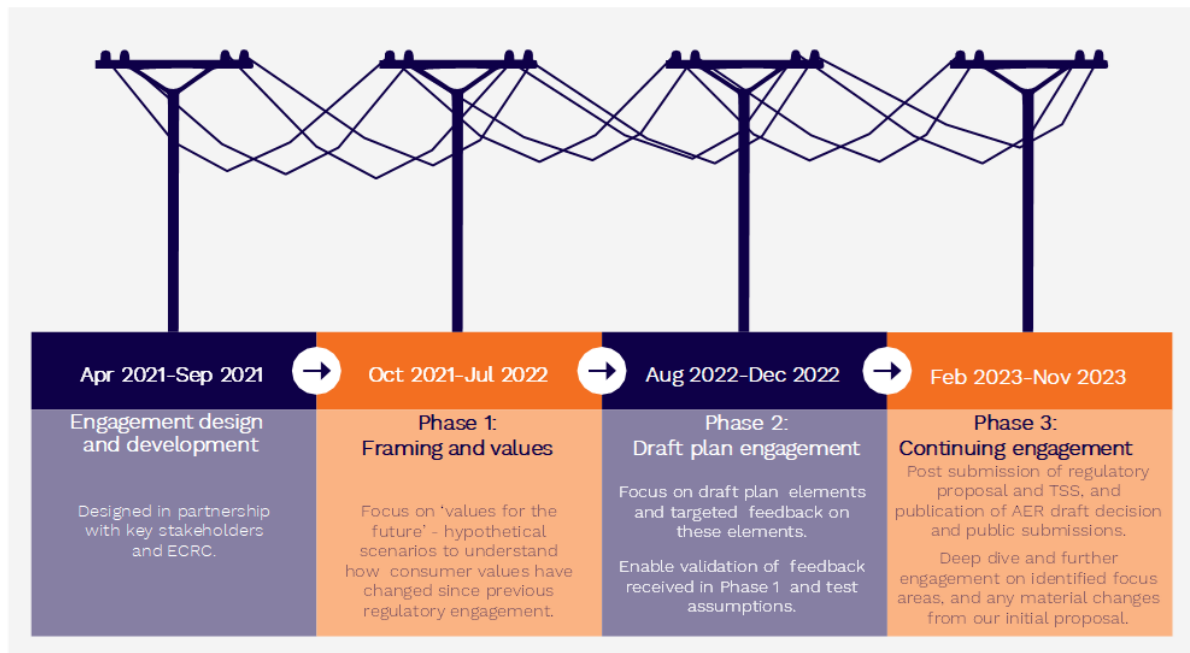 Apr 2021-Sep 2021
Engagement design
and development
Designed in partnership
with key stakeholders
and ECRC.
Oct 2021-Jul 2022
Phase 1:
Framing and values
Focus on ‘values for the
future’ - hypothetical
scenarios to understand
how consumer values have
changed since previous
regulatory engagement.
Aug 2022-Dec 2022
Phase 2:
Draft plan engagement
Focus on draft plan elements
and targeted feedback on
these elements.
Enable validation of feedback
received in Phase 1 and test
assumptions.
Feb 2023-Nov 2023
Phase 3:
Continuing engagement
Post submission of regulatory
proposal and TSS, and
publication of AER draft decision
and public submissions.
Deep dive and further
engagement on identified focus
areas, and any material changes
from our initial proposal.